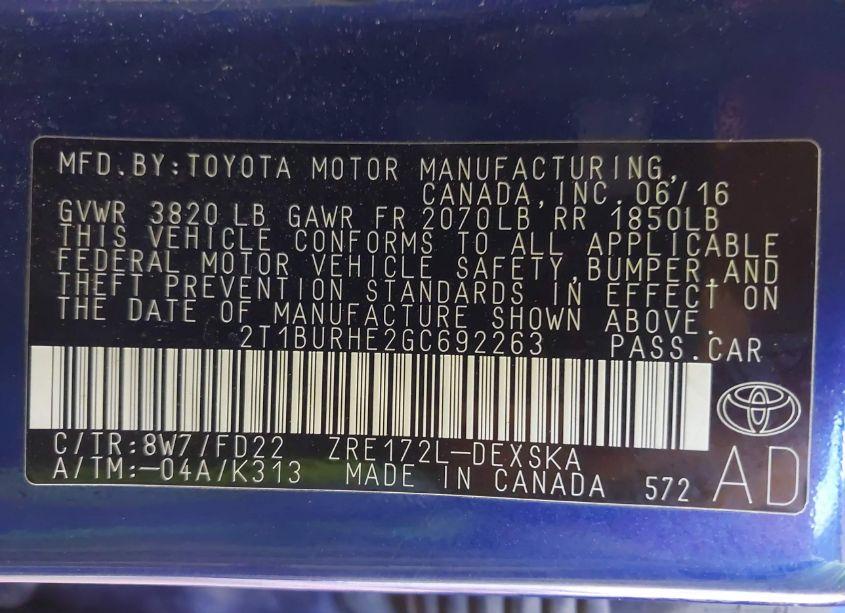 MFD.BY:TOYOTA MOTOR MANUFACTURING,
CANADA,INC.06/16
GVWR 3820 LB GAWR FR 2070LB RR 1850LB
THIS VEHICLE CONFORMS TO ALL APPLICABLE
FEDERAL MOTOR VEHICLE SAFETY,BUMPER,AND
THEFT PREVENTION STANDARDS IN EFFECT ON
THE DATE OF MANUFACTURE SHOWN ABOVE.
2T1BURHE2GC692263 PASS.CAR
C/TR:8W7/FD22 ZRE172L-DEXSKA
A/TM:-04A/K313 MADE IN CANADA 572 AD